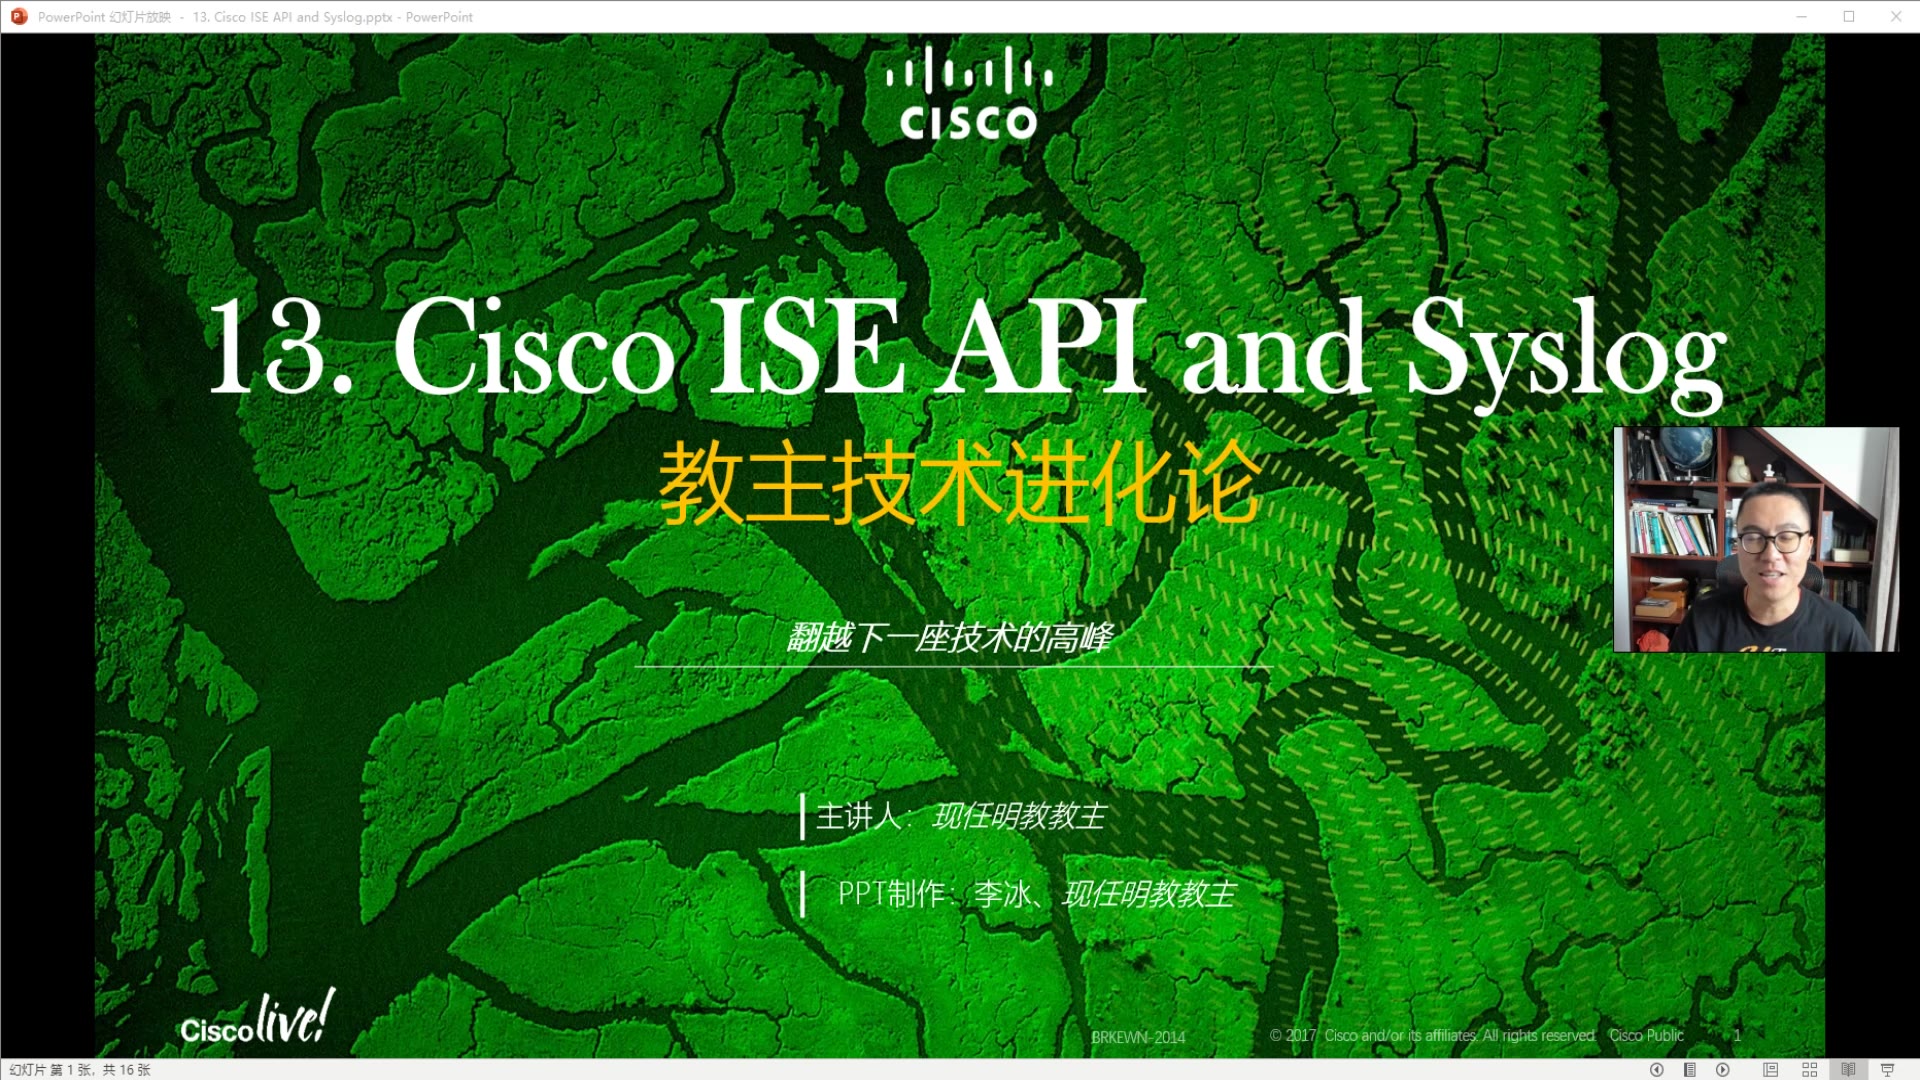 PowerPoint 幻灯片放映 - 13. Cisco ISE API and Syslog.pptx - PowerPoint
CISCO
13. Cisco ISE API and Syslog
教主技术进化论
翻越下一座技术的高峰
主讲人：现任明教教主
PPT制作：李冰、现任明教教主
Cisco live!
BRKEWN-2014
© 2017 Cisco and/or its affiliates. All rights reserved. Cisco Public
1
幻灯片 第 1 张，共 16 张